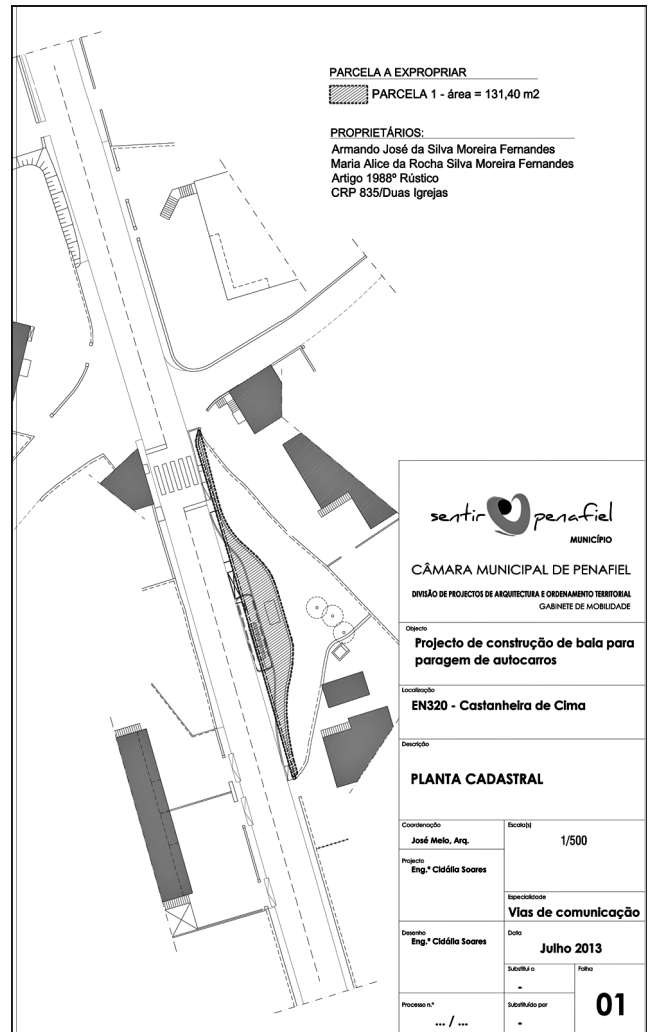 PARCELA A EXPROPRIAR
PARCELA 1 - área = 131,40 m2
PROPRIETÁRIOS:
Armando José da Silva Moreira Fernandes
Maria Alice da Rocha Silva Moreira Fernandes
Artigo 1988º Rústico
CRP 835/Duas Igrejas
sentir penafiel
MUNICÍPIO
CÂMARA MUNICIPAL DE PENAFIEL
DIVISÃO DE PROJECTOS DE ARQUITECTURA E ORDENAMENTO TERRITORIAL
GABINETE DE MOBILIDADE
Objecto
Projecto de construção de baia para
paragem de autocarros
Localização
EN320 - Castanheira de Cima
Descrição
PLANTA CADASTRAL
Coordenação
José Melo, Arq.
Escala(s)
1/500
Projecto
Eng.ª Cidália Soares
Especialidade
Vias de comunicação
Desenho
Eng.ª Cidália Soares
Data
Julho 2013
Substitui o
-
Folha
01
Processo n.º
... / ...
Substituído por
-